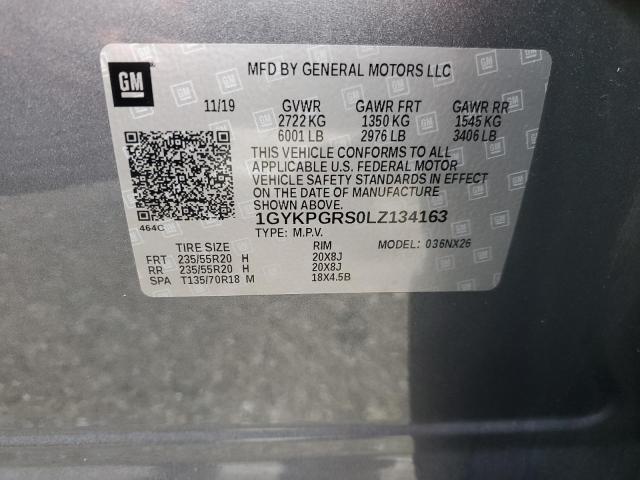 GM
MFD BY GENERAL MOTORS LLC
11/19 GVWR GAWR FRT GAWR RR
2722 KG 1350 KG 1545 KG
6001 LB 2976 LB 3406 LB
THIS VEHICLE CONFORMS TO ALL
APPLICABLE U.S. FEDERAL MOTOR
VEHICLE SAFETY STANDARDS IN EFFECT
ON THE DATE OF MANUFACTURE
SHOWN ABOVE.
1GYKPGRS0LZ134163
464C
TYPE: M.P.V.
TIRE SIZE RIM MODEL: 036NX26
FRT 235/55R20 H 20X8J
RR 235/55R20 H 20X8J
SPA T135/70R18 M 18X4.5B